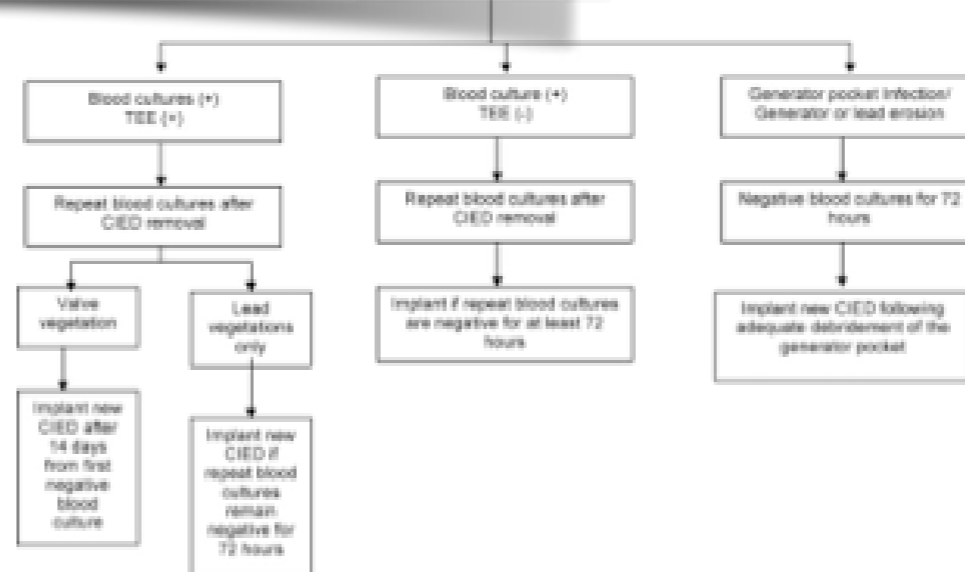 Blood cultures (+)
TEE (+)
Blood culture (+)
TEE (-)
Generator pocket Infection/
Generator or lead erosion
Repeat blood cultures after
CIED removal
Repeat blood cultures after
CIED removal
Negative blood cultures for 72
hours
Valve
vegetation
Lead
vegetations
only
Implant if repeat blood cultures
are negative for at least 72
hours
Implant new CIED following
adequate debridement of the
generator pocket
Implant new
CIED after
14 days
from first
negative
blood
culture
Implant new
CIED if
repeat blood
cultures
remain
negative for
72 hours